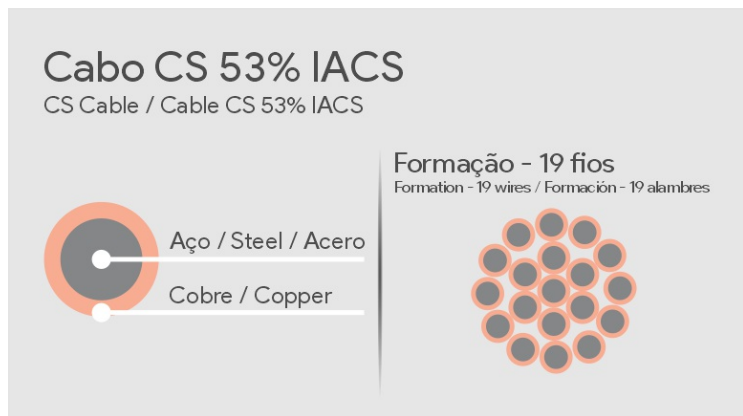 Cabo CS 53% IACS
CS Cable / Cable CS 53% IACS
Aço / Steel / Acero
Cobre / Copper
Formação - 19 fios
Formation - 19 wires / Formación - 19 alambres